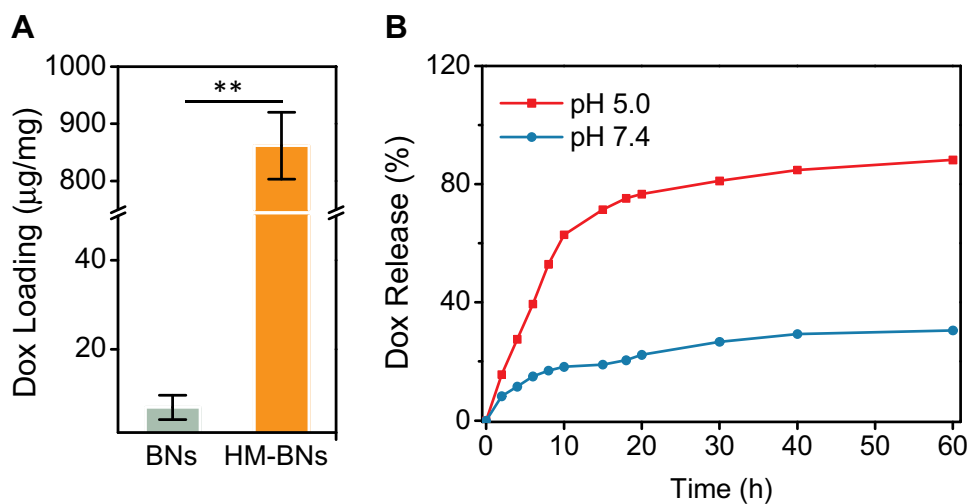 A
Dox Loading (µg/mg)
1000
900
800
40
20
**
BNs HM-BNs
B
Dox Release (%)
120
80
40
0
pH 5.0
pH 7.4
0 10 20 30 40 50 60
Time (h)